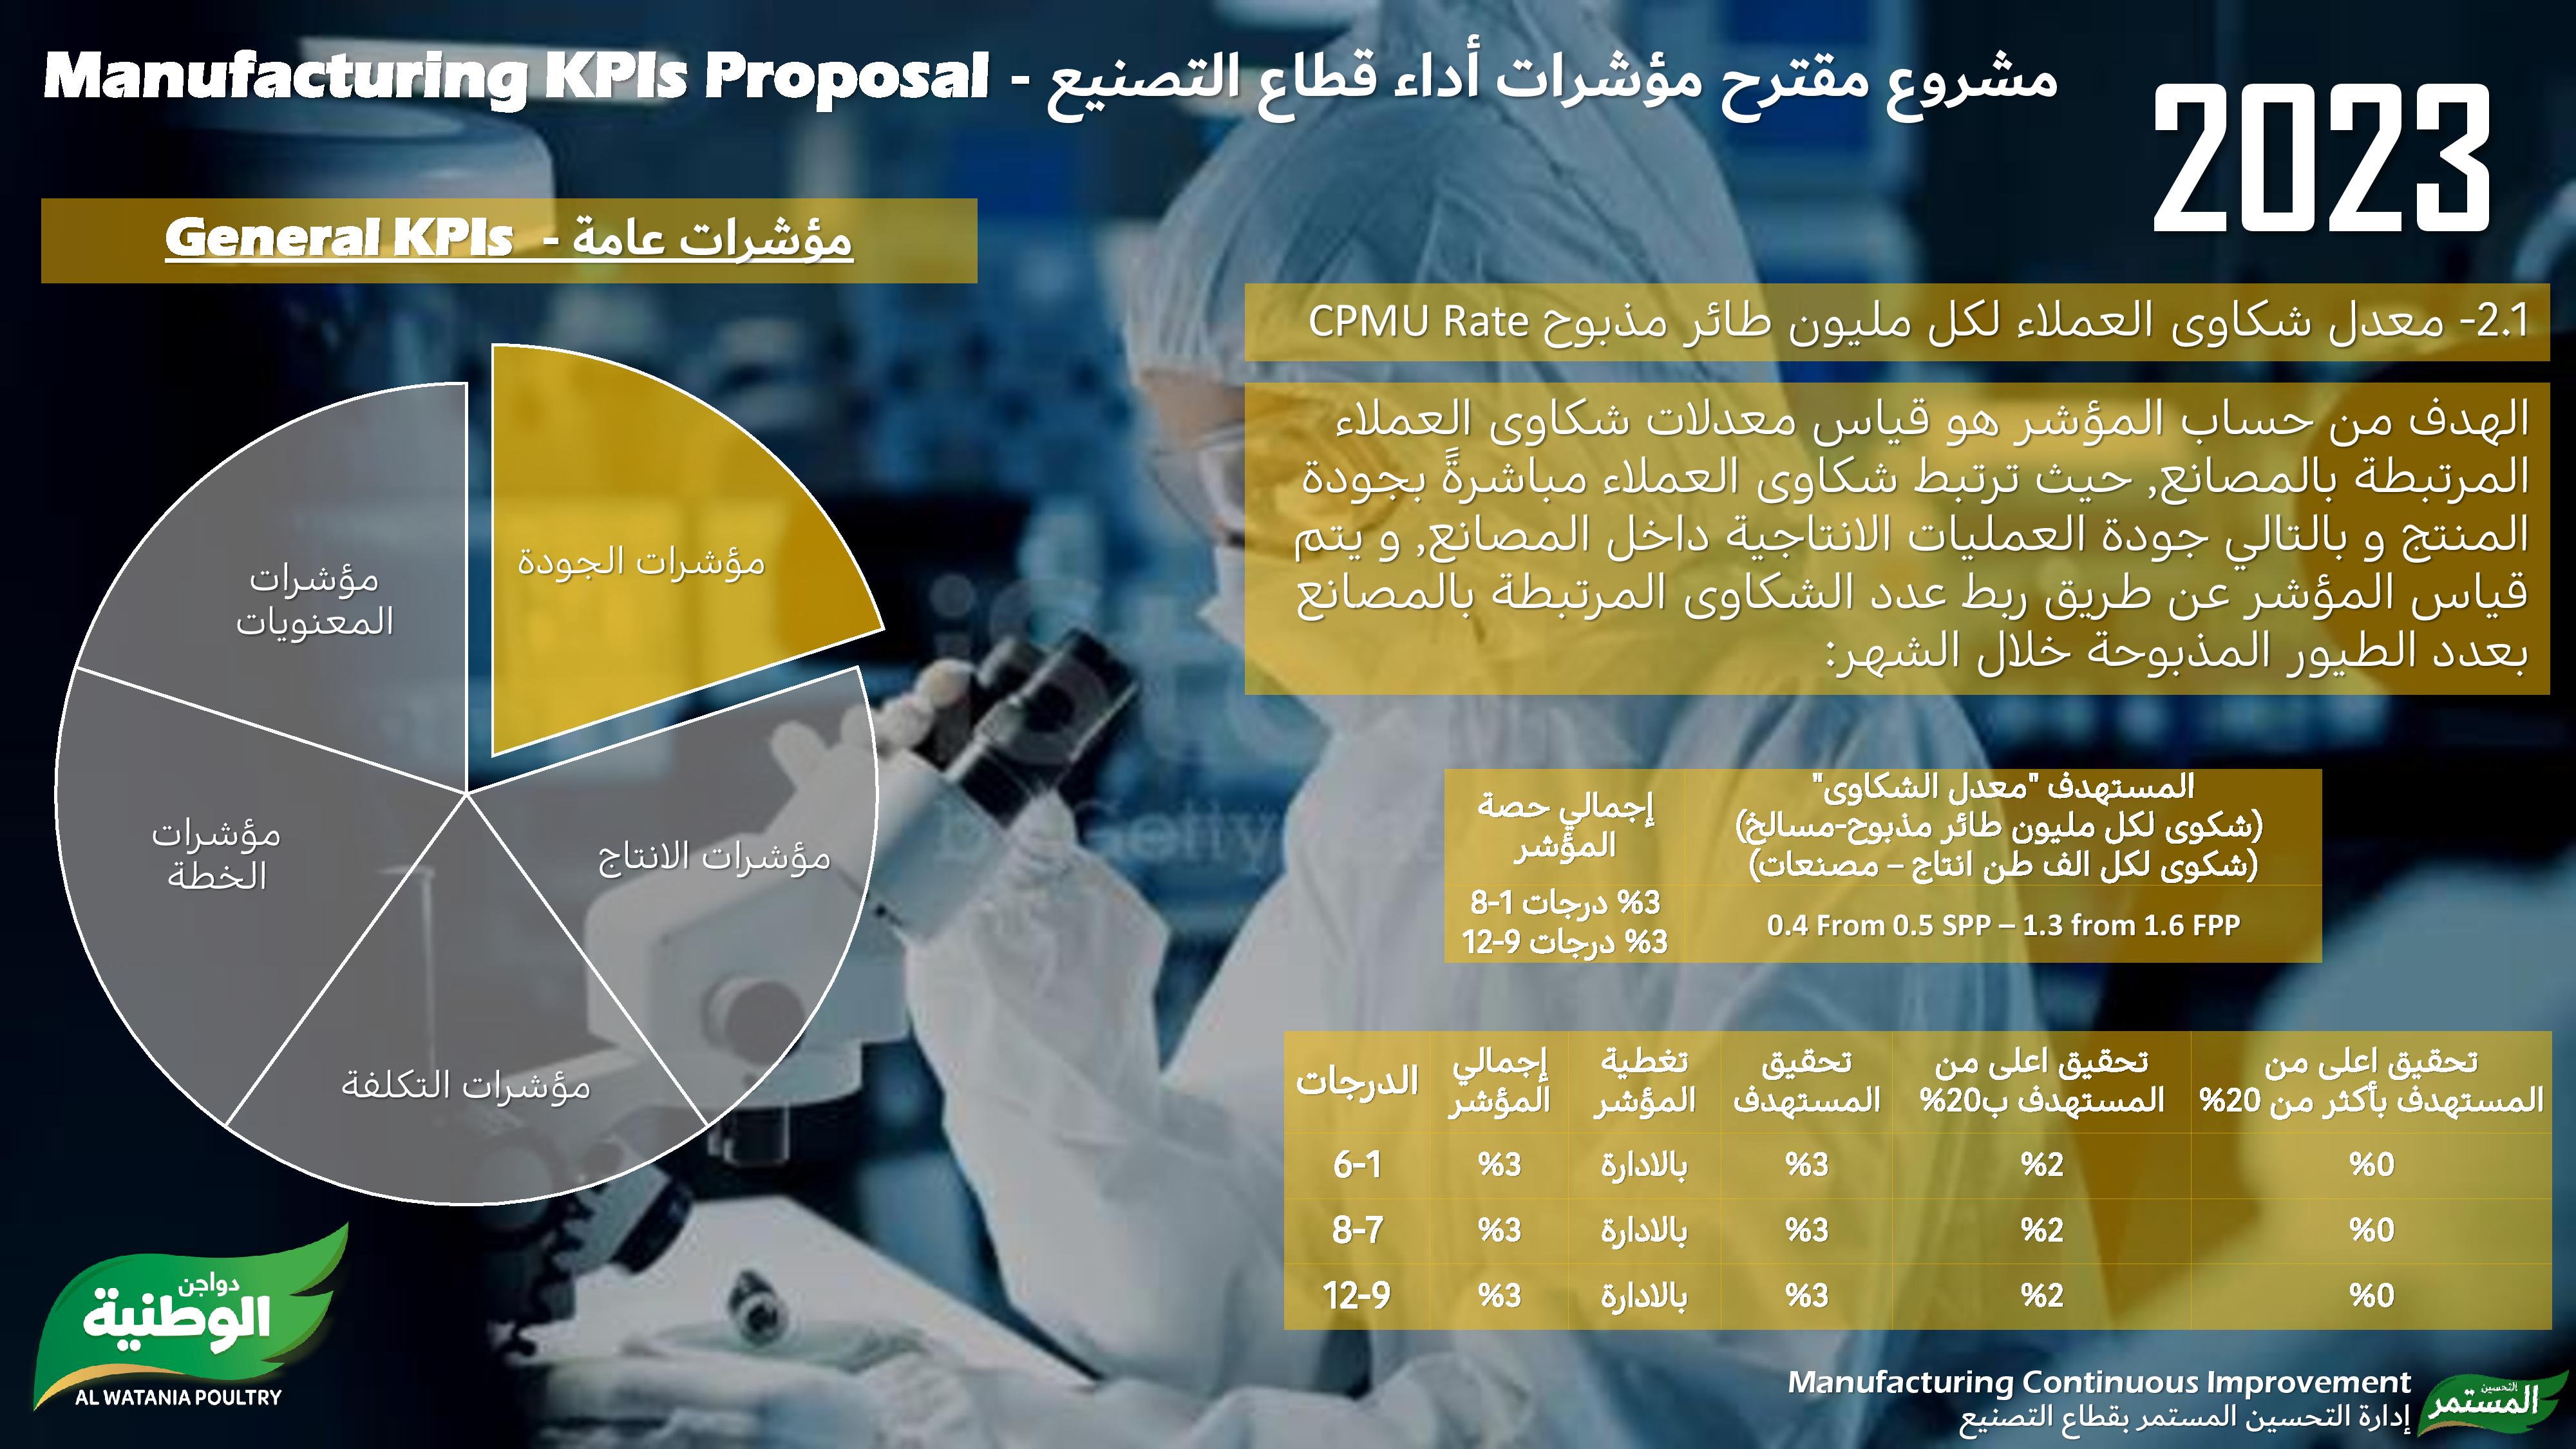 مشروع مقترح مؤشرات أداء قطاع التصنيع - Manufacturing KPIs Proposal
2023
مؤشرات عامة - General KPIs
2.1- معدل شكاوى العملاء لكل مليون طائر مذبوح CPMU Rate
الهدف من حساب المؤشر هو قياس معدلات شكاوى العملاء
المرتبطة بالمصانع, حيث ترتبط شكاوى العملاء مباشرةً بجودة
المنتج و بالتالي جودة العمليات الانتاجية داخل المصانع, و يتم
قياس المؤشر عن طريق ربط عدد الشكاوى المرتبطة بالمصانع
بعدد الطيور المذبوحة خلال الشهر:
مؤشرات الجودة
مؤشرات الانتاج
مؤشرات التكلفة
مؤشرات
الخطة
مؤشرات
المعنويات
المستهدف "معدل الشكاوى"
(شكوى لكل مليون طائر مذبوح-مسالخ)
(شكوى لكل الف طن انتاج – مصنعات)
إجمالي حصة
المؤشر
0.4 From 0.5 SPP – 1.3 from 1.6 FPP
%3 درجات 1-8
%3 درجات 9-12
الدرجات إجمالي المؤشر تغطية المؤشر تحقيق المستهدف تحقيق اعلى من المستهدف ب20% تحقيق اعلى من المستهدف بأكثر من 20%
6-1 %3 بالادارة %3 %2 %0
8-7 %3 بالادارة %3 %2 %0
12-9 %3 بالادارة %3 %2 %0
دواجن
الوطنية
AL WATANIA POULTRY
Manufacturing Continuous Improvement
إدارة التحسين المستمر بقطاع التصنيع
التحسين
المستمر